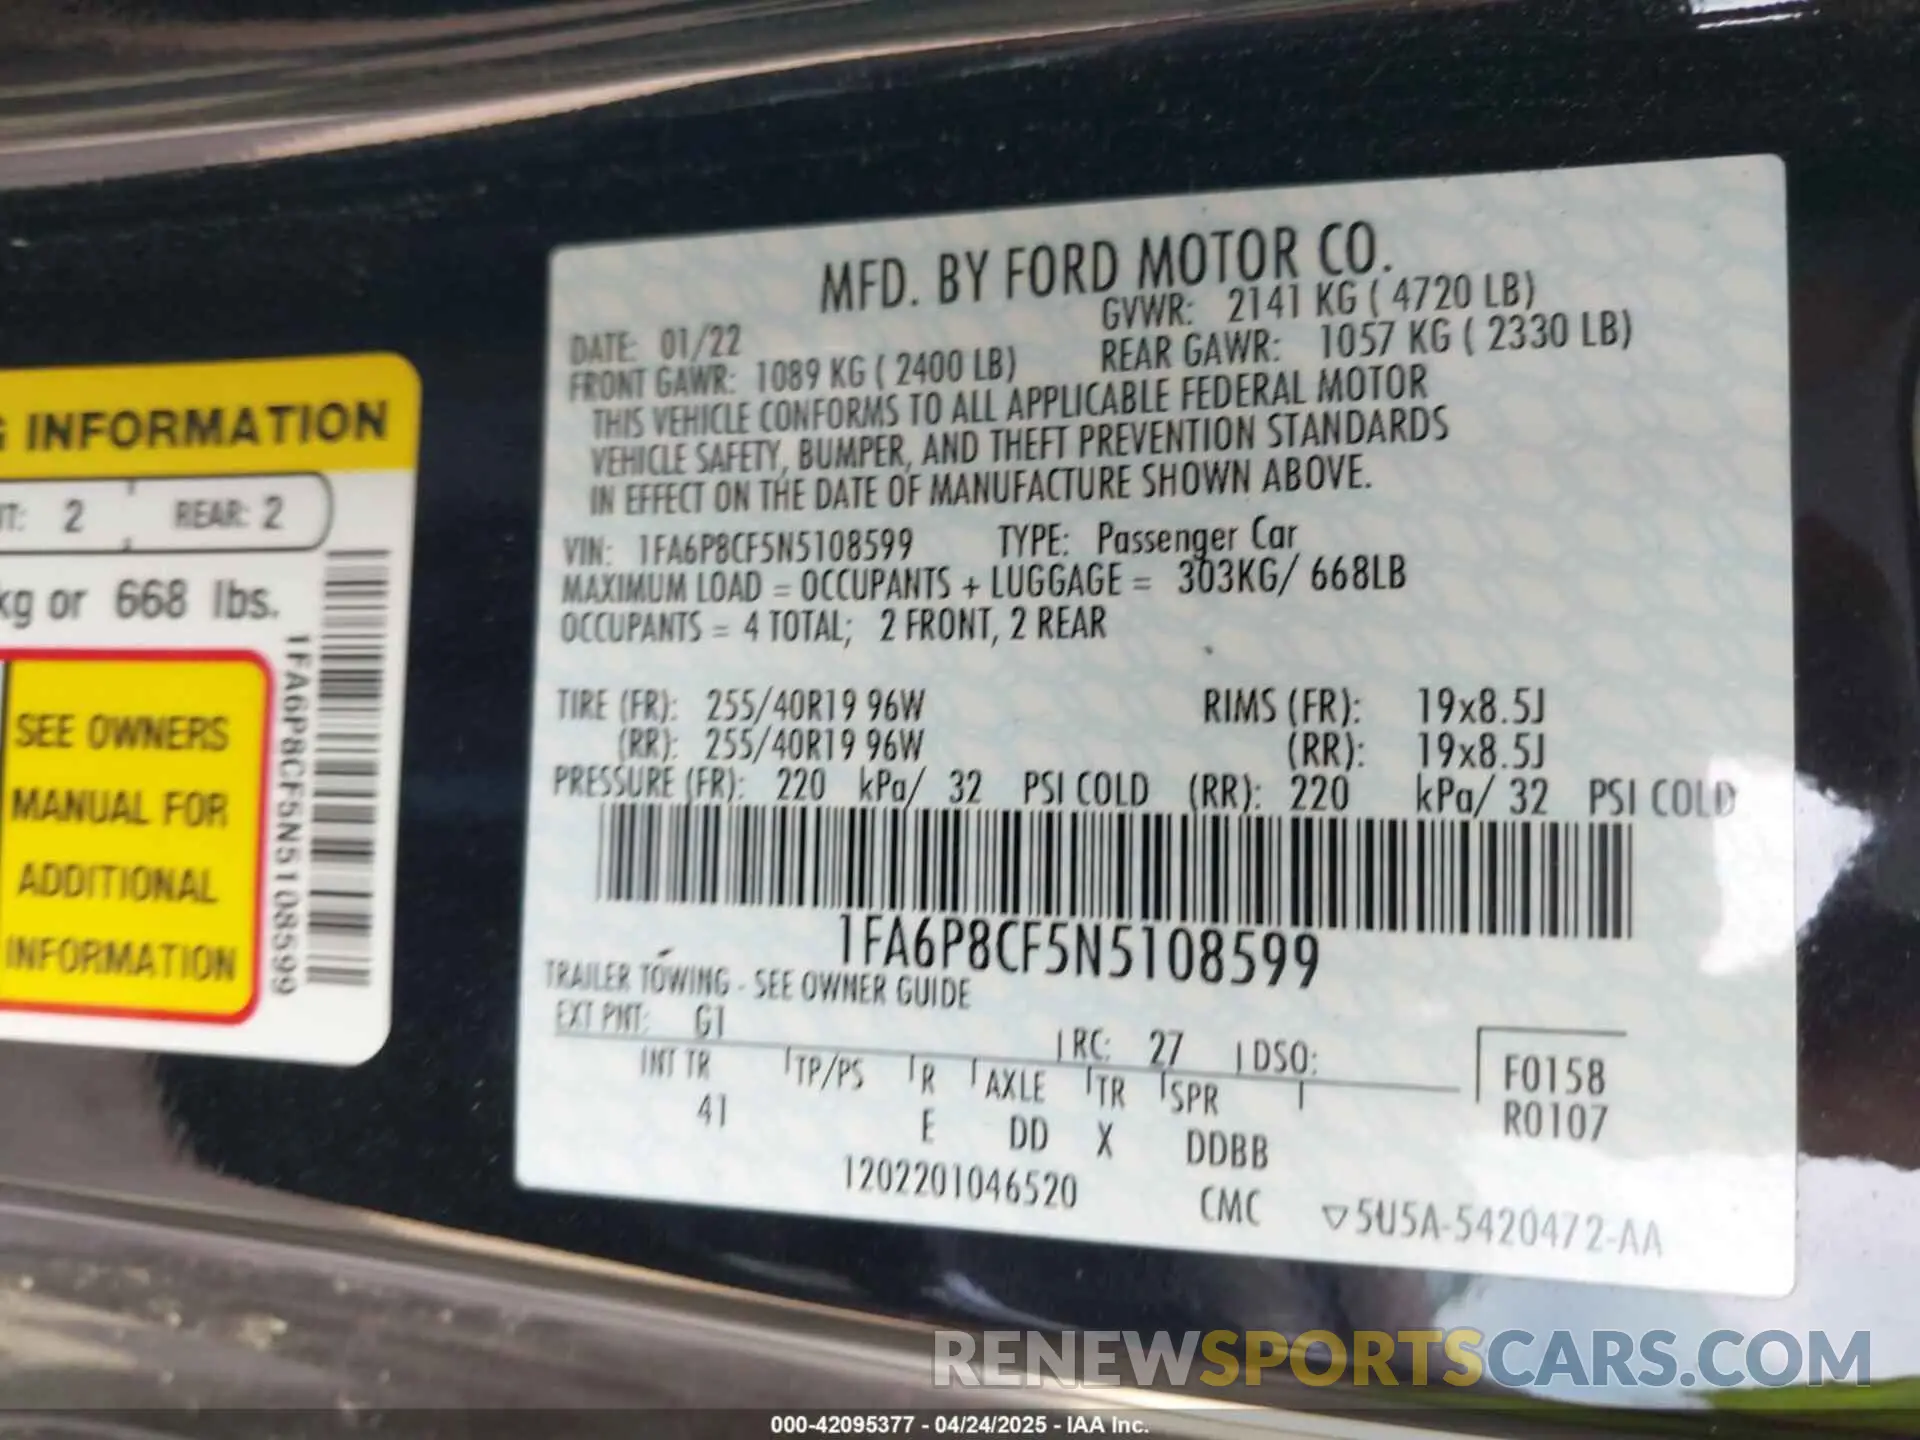 G INFORMATION
T: 2 REAR: 2
kg or 668 lbs.
SEE OWNERS
MANUAL FOR
ADDITIONAL
INFORMATION
1FA6P8CF5N5108599
MFD. BY FORD MOTOR CO.
DATE: 01/22 GVWR: 2141 KG ( 4720 LB)
FRONT GAWR: 1089 KG ( 2400 LB) REAR GAWR: 1057 KG ( 2330 LB)
THIS VEHICLE CONFORMS TO ALL APPLICABLE FEDERAL MOTOR
VEHICLE SAFETY, BUMPER, AND THEFT PREVENTION STANDARDS
IN EFFECT ON THE DATE OF MANUFACTURE SHOWN ABOVE.
VIN: 1FA6P8CF5N5108599 TYPE: Passenger Car
MAXIMUM LOAD = OCCUPANTS + LUGGAGE = 303KG/ 668LB
OCCUPANTS = 4 TOTAL; 2 FRONT, 2 REAR
TIRE (FR): 255/40R19 96W RIMS (FR): 19x8.5J
(RR): 255/40R19 96W (RR): 19x8.5J
PRESSURE (FR): 220 kPa/ 32 PSI COLD (RR): 220 kPa/ 32 PSI COLD
1FA6P8CF5N5108599
TRAILER TOWING - SEE OWNER GUIDE
EXT PNT: G1 RC: 27 DSO:
INT TR TP/PS R AXLE TR SPR
41 E DD X DDBB
F0158
R0107
1202201046520 CMC ▽5U5A-5420472-AA
RENEWSPORTSCARS.COM
000-42095377 - 04/24/2025 - IAA Inc.